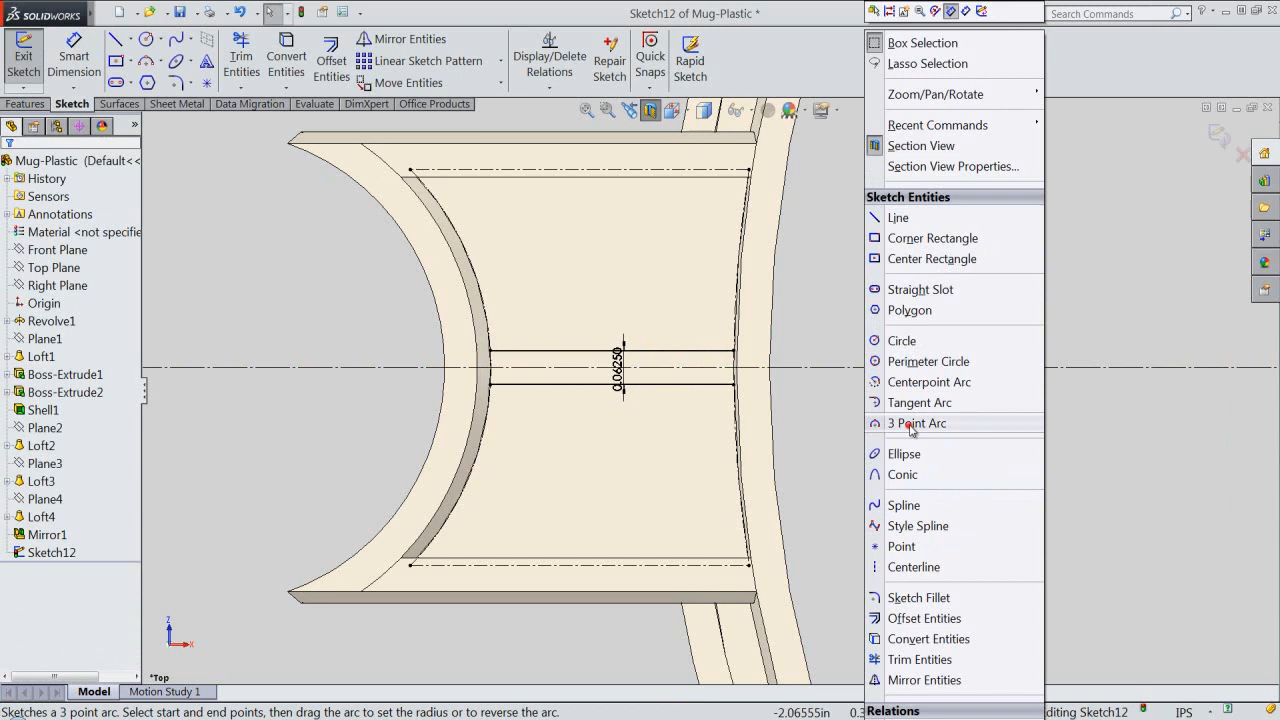 SOLIDWORKS
Sketch12 of Mug-Plastic *
Search Commands
Exit Sketch
Smart Dimension
Trim Entities
Convert Entities
Offset Entities
Mirror Entities
Linear Sketch Pattern
Move Entities
Display/Delete Relations
Repair Sketch
Quick Snaps
Rapid Sketch
Features
Sketch
Surfaces
Sheet Metal
Data Migration
Evaluate
DimXpert
Office Products
Mug-Plastic (Default<<
History
Sensors
Annotations
Material <not specifie
Front Plane
Top Plane
Right Plane
Origin
Revolve1
Plane1
Loft1
Boss-Extrude1
Boss-Extrude2
Shell1
Plane2
Loft2
Plane3
Loft3
Plane4
Loft4
Mirror1
Sketch12
0.06250
Z
X
*Top
Box Selection
Lasso Selection
Zoom/Pan/Rotate
Recent Commands
Section View
Section View Properties...
Sketch Entities
Line
Corner Rectangle
Center Rectangle
Straight Slot
Polygon
Circle
Perimeter Circle
Centerpoint Arc
Tangent Arc
3 Point Arc
Ellipse
Conic
Spline
Style Spline
Point
Centerline
Sketch Fillet
Offset Entities
Convert Entities
Trim Entities
Mirror Entities
Relations
Model
Motion Study 1
Sketches a 3 point arc. Select start and end points, then drag the arc to set the radius or to reverse the arc.
-2.06555in
editing Sketch12
IPS